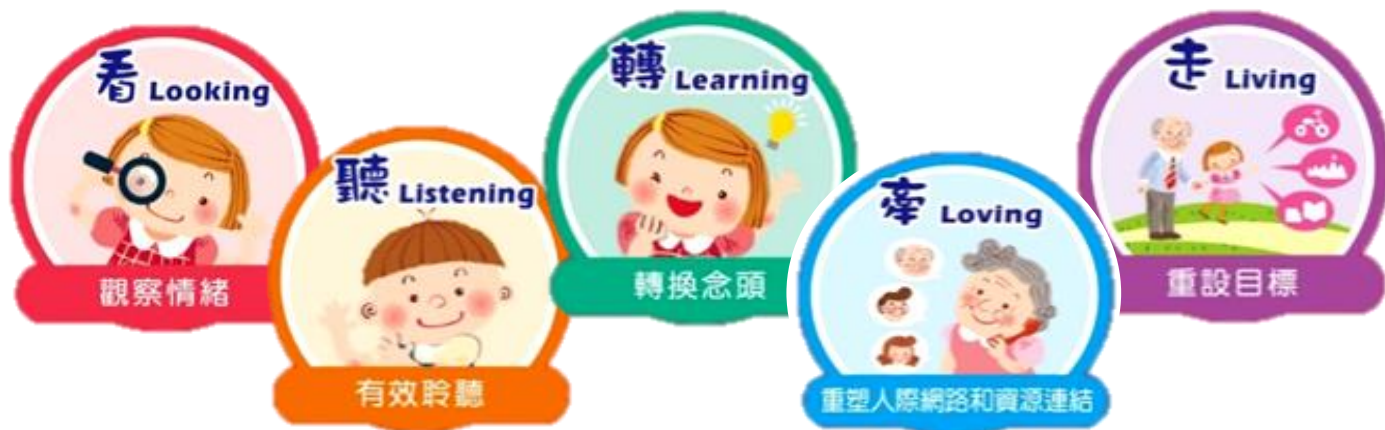 看 Looking
觀察情緒
聽 Listening
有效聆聽
轉 Learning
轉換念頭
牽 Loving
重塑人際網路和資源連結
走 Living
重設目標